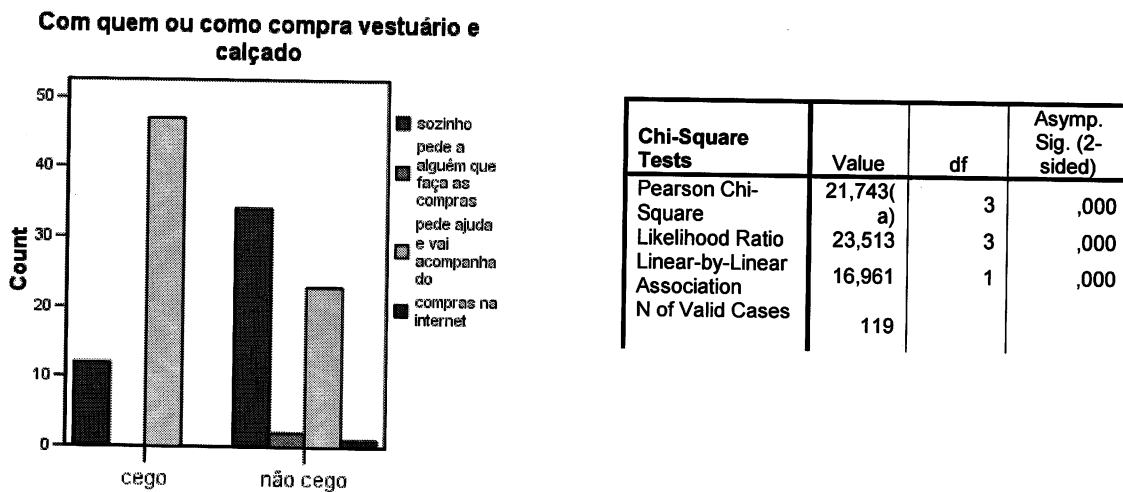 Com quem ou como compra vestuário e
calçado
50
40
30
20
10
0
Count
cego
não cego
sozinho
pede a
alguém que
faça as
compras
pede ajuda
e vai
acompanha
do
compras na
internet
Chi-Square
Tests
Value
df
Asymp.
Sig. (2-
sided)
Pearson Chi-
Square
21,743(
a)
3
,000
Likelihood Ratio
23,513
3
,000
Linear-by-Linear
Association
16,961
1
,000
N of Valid Cases
119